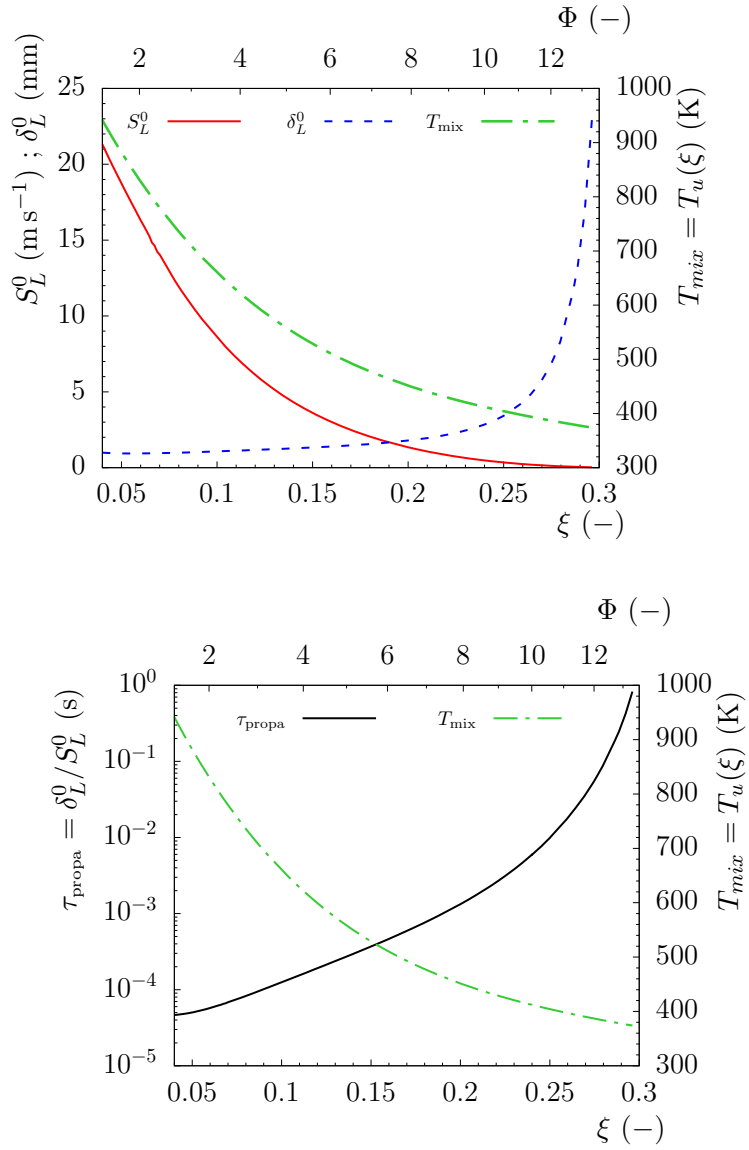 Φ (−)
2 4 6 8 10 12
S_L^0 (m s^−1) ; δ_L^0 (mm)
25
20
15
10
5
0
S_L^0 δ_L^0 T_mix
1000
900
800
700
600
500
400
300
T_mix = T_u(ξ) (K)
0.05 0.1 0.15 0.2 0.25 0.3
ξ (−)
Φ (−)
2 4 6 8 10 12
τ_propa = δ_L^0/S_L^0 (s)
10^0
10^−1
10^−2
10^−3
10^−4
10^−5
τ_propa T_mix
1000
900
800
700
600
500
400
300
T_mix = T_u(ξ) (K)
0.05 0.1 0.15 0.2 0.25 0.3
ξ (−)